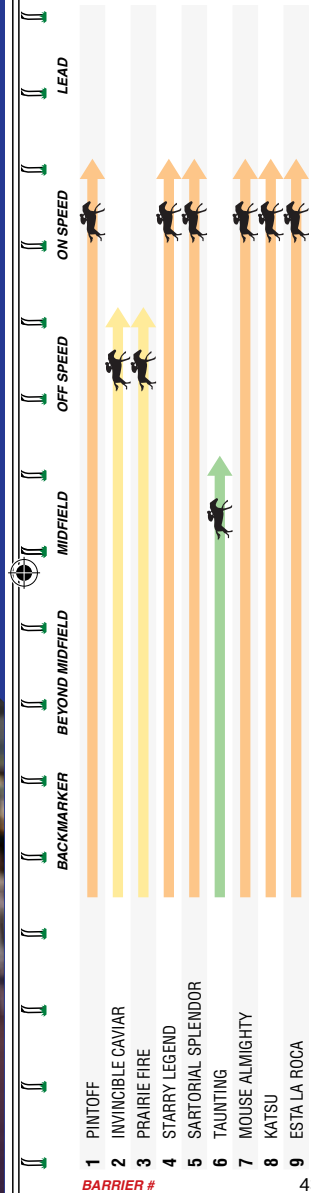 BACKMARKER BEYOND MIDFIELD MIDFIELD OFF SPEED ON SPEED LEAD
1 PINTOFF
2 INVINCIBLE CAVIAR
3 PRAIRIE FIRE
4 STARRY LEGEND
5 SARTORIAL SPLENDOR
6 TAUNTING
7 MOUSE ALMIGHTY
8 KATSU
9 ESTA LA ROCA
BARRIER #
4